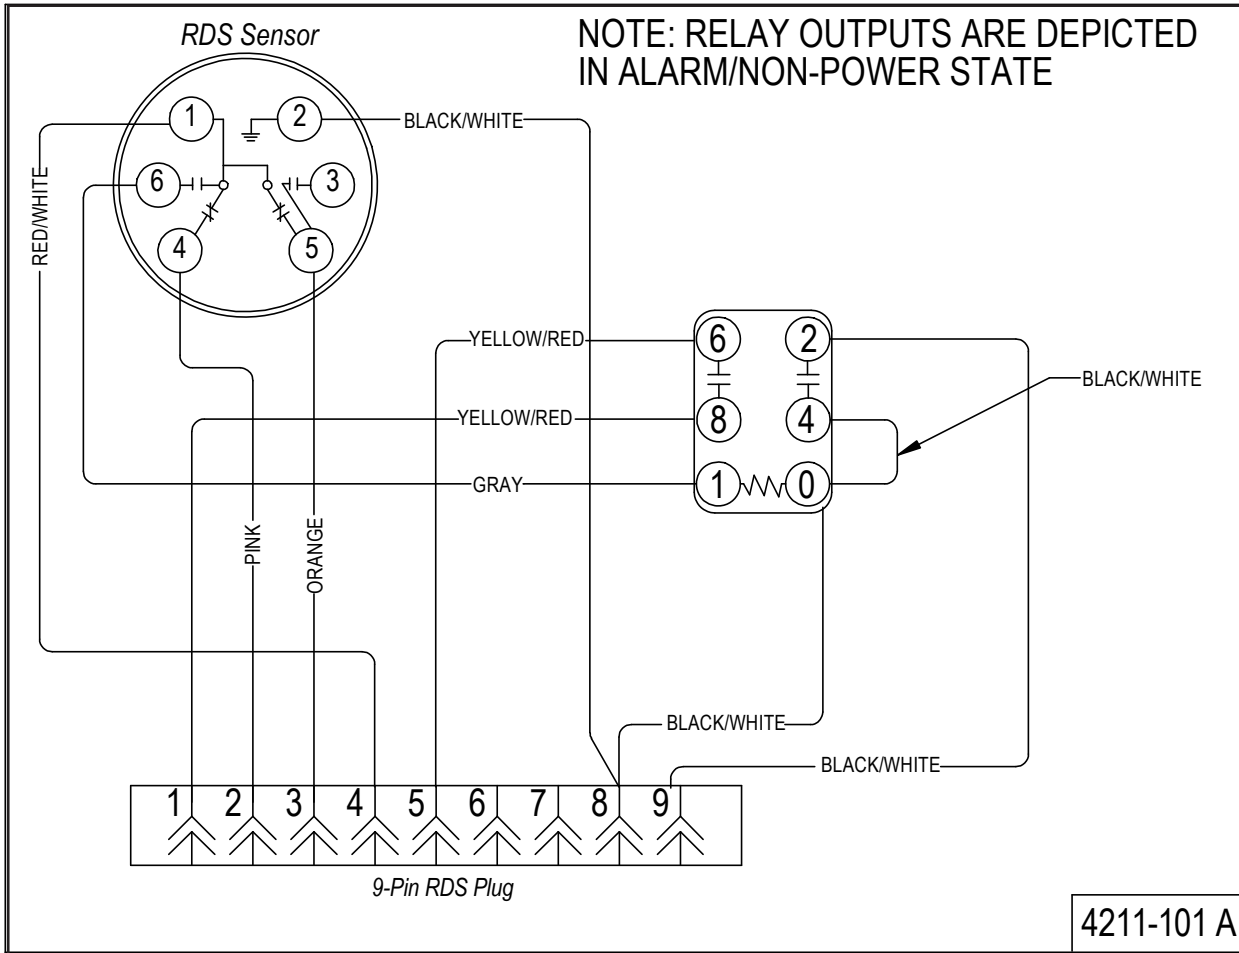 RDS Sensor
NOTE: RELAY OUTPUTS ARE DEPICTED
IN ALARM/NON-POWER STATE
1
2
BLACK/WHITE
RED/WHITE
6
3
4
5
YELLOW/RED
6
2
BLACK/WHITE
YELLOW/RED
8
4
GRAY
1
0
PINK
ORANGE
BLACK/WHITE
BLACK/WHITE
1 2 3 4 5 6 7 8 9
9-Pin RDS Plug
4211-101 A